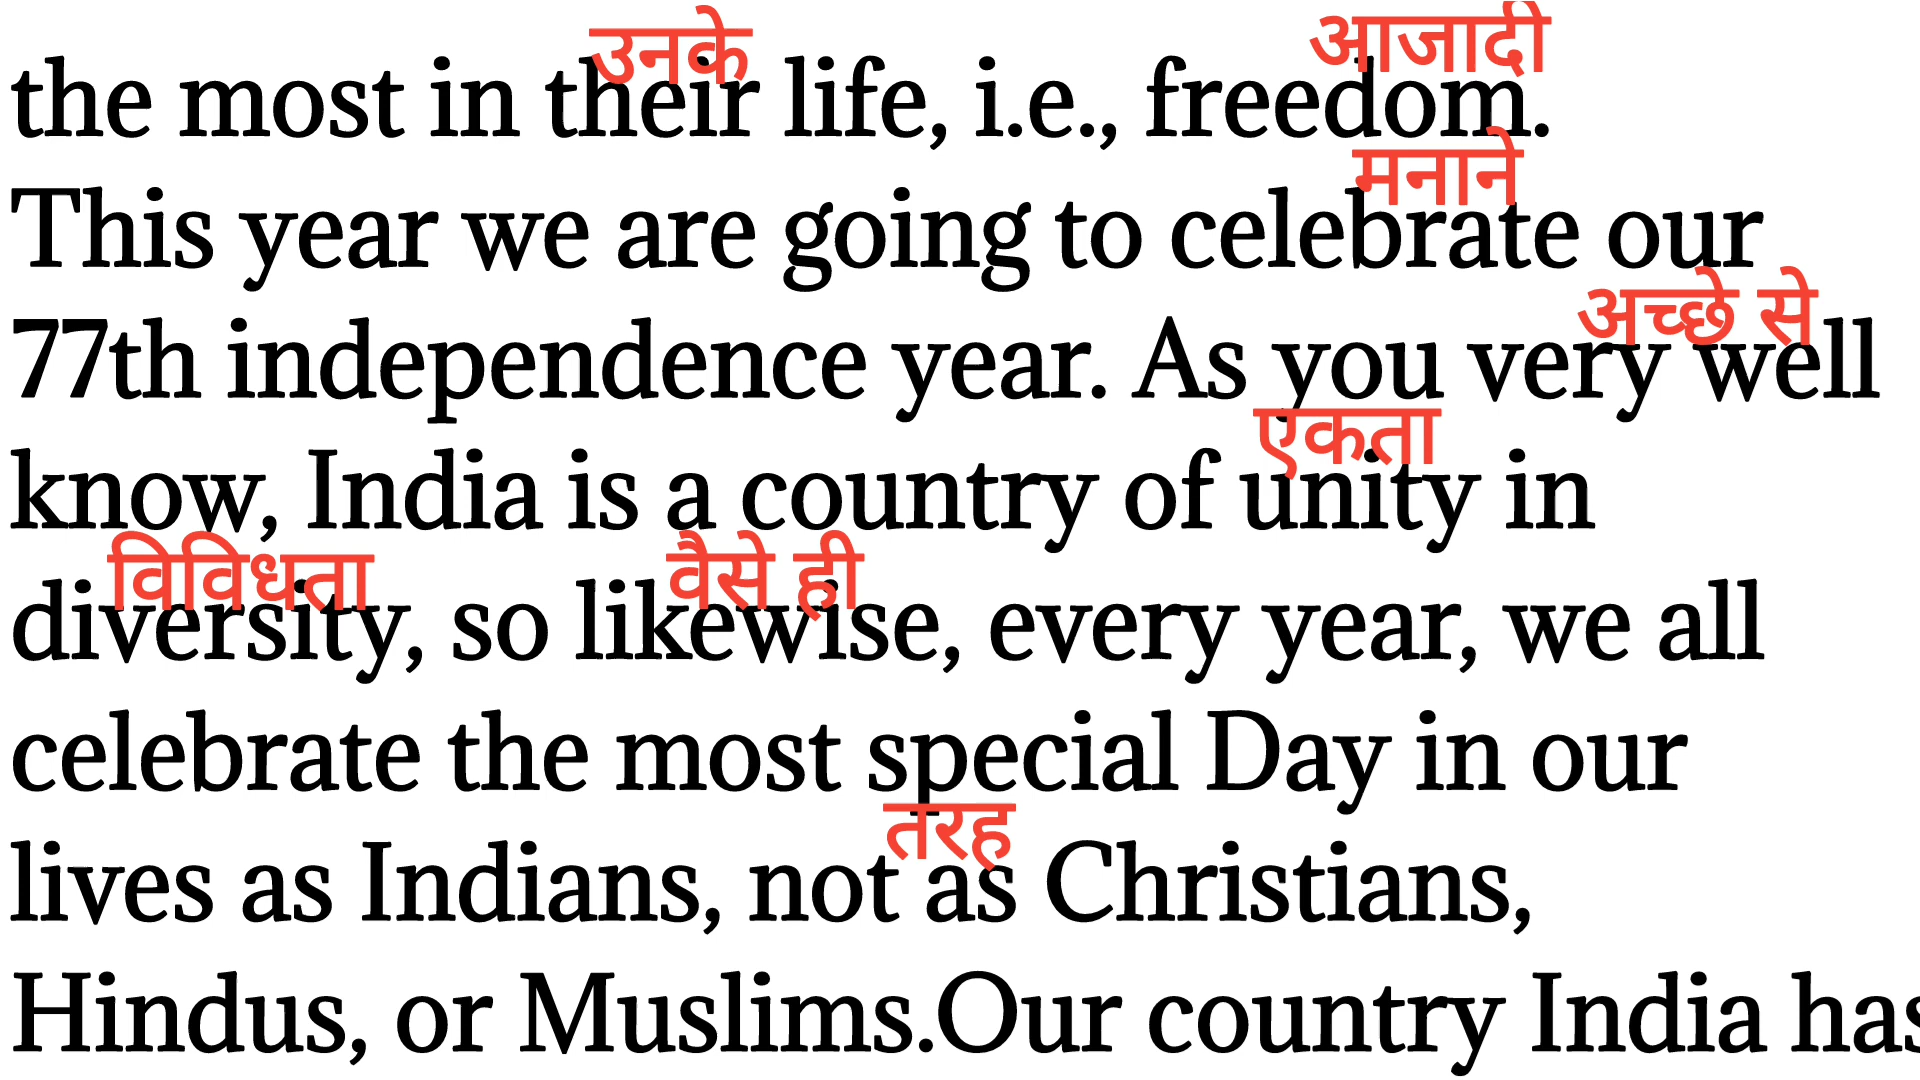 उनके आजादी
the most in their life, i.e., freedom.
मनाने
This year we are going to celebrate our
अच्छे से
77th independence year. As you very well
एकता
know, India is a country of unity in
विविधता वैसे ही
diversity, so likewise, every year, we all
celebrate the most special Day in our
तरह
lives as Indians, not as Christians,
Hindus, or Muslims.Our country India has